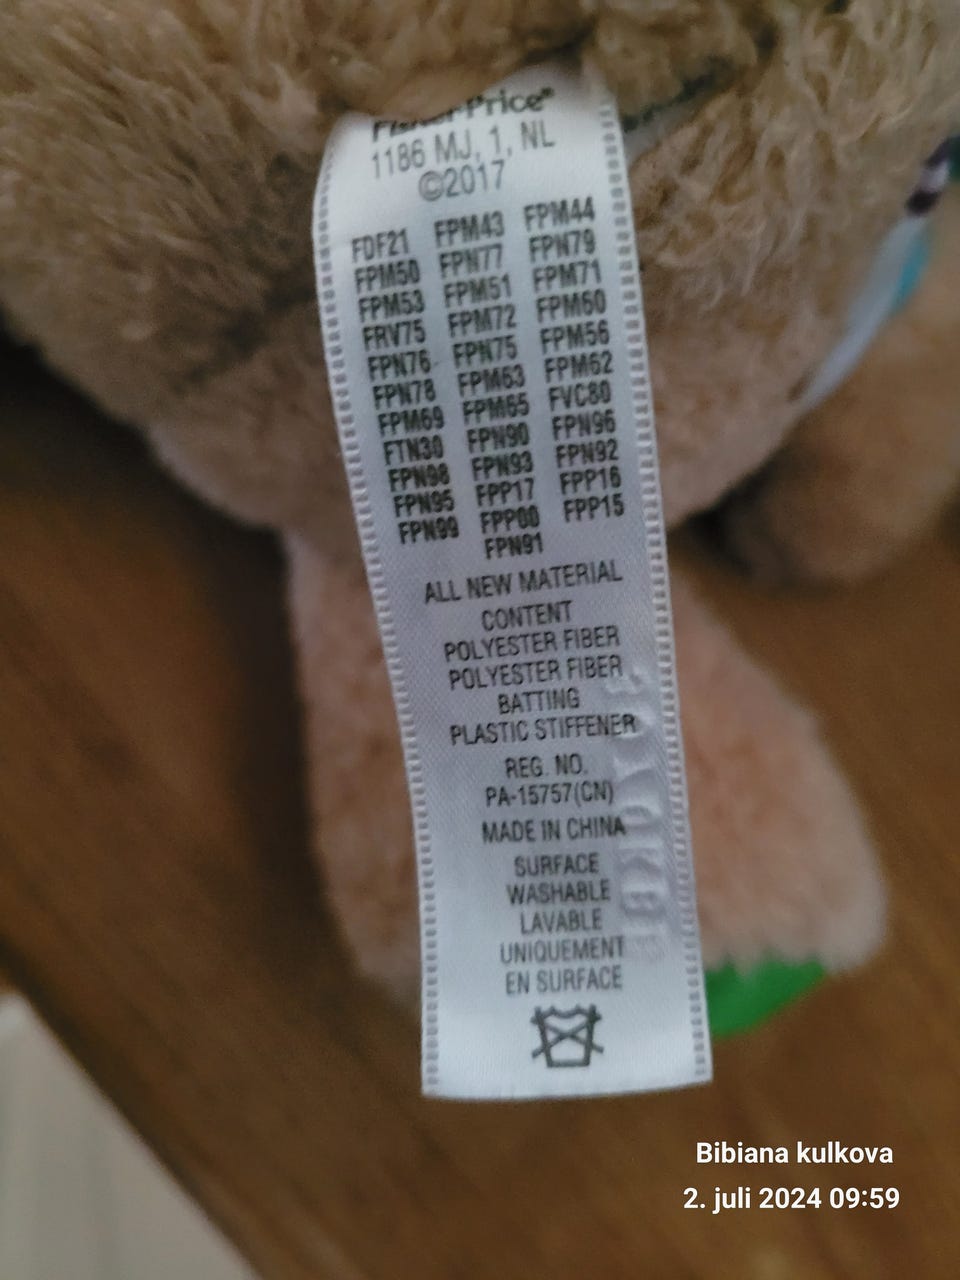 Fisher-Price®
1186 MJ, 1, NL
©2017
FDF21 FPM43 FPM44
FPM50 FPN77 FPN79
FPM53 FPM51 FPM71
FRV75 FPM72 FPM60
FPN76 FPN75 FPM56
FPN78 FPM63 FPM62
FPM69 FPM65 FVC80
FTN30 FPN90 FPN96
FPN98 FPN93 FPN92
FPN95 FPP17 FPP16
FPN99 FPP00 FPP15
FPN91
ALL NEW MATERIAL
CONTENT
POLYESTER FIBER
POLYESTER FIBER
BATTING
PLASTIC STIFFENER
REG. NO.
PA-15757(CN)
MADE IN CHINA
SURFACE
WASHABLE
LAVABLE
UNIQUEMENT
EN SURFACE
Bibiana kulkova
2. juli 2024 09:59